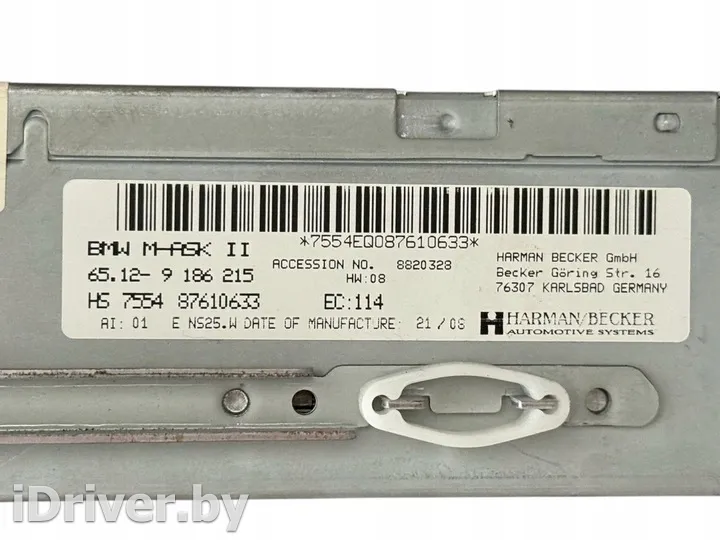 *7554EQ087610633*
BMW M-ASK II
65.12- 9 186 215
HS 7554 87610633
ACCESSION NO. 8820328
HW:08
EC:114
AI: 01 E NS25.W DATE OF MANUFACTURE: 21/08
HARMAN BECKER GmbH
Becker Göring Str. 16
76307 KARLSBAD GERMANY
HARMAN/BECKER
AUTOMOTIVE SYSTEMS
iDriver.by